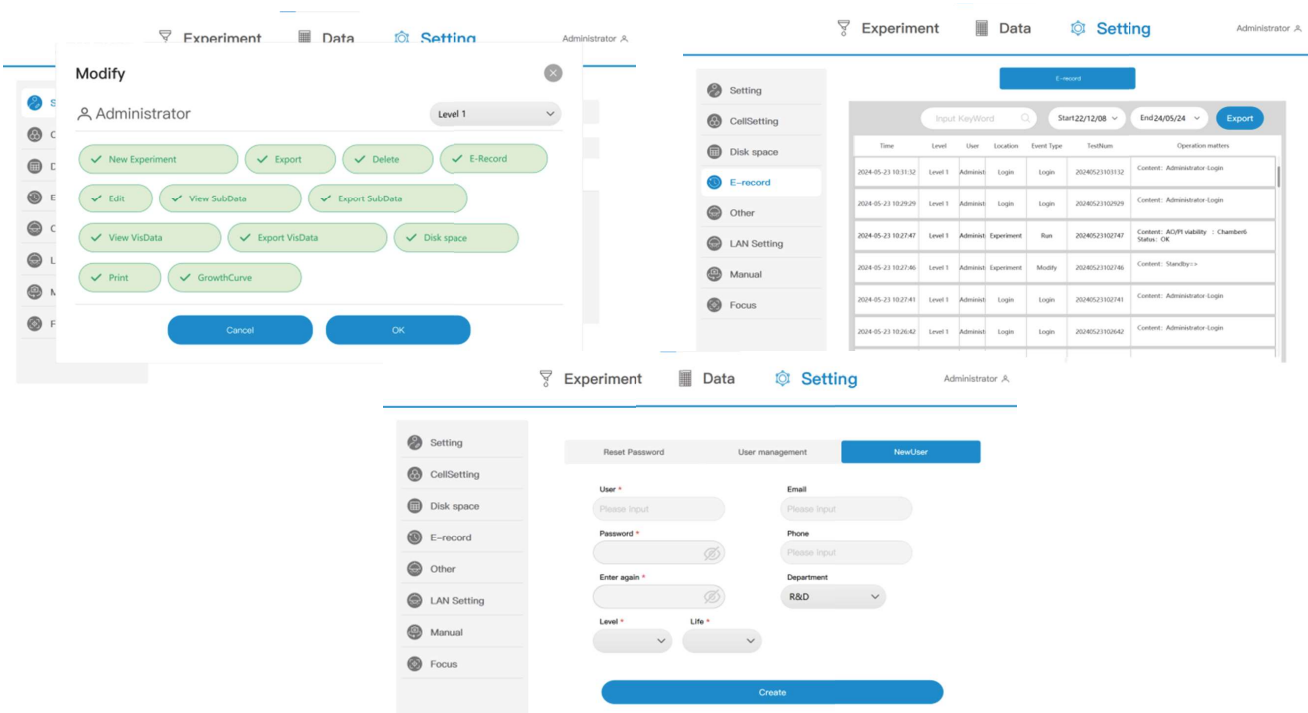 Experiment
Data
Setting
Administrator
Modify
Administrator
Level 1
New Experiment
Export
Delete
E-Record
Edit
View SubData
Export SubData
View VisData
Export VisData
Disk space
Print
GrowthCurve
Cancel
OK
Experiment
Data
Setting
Administrator
Setting
CellSetting
Disk space
E-record
Other
LAN Setting
Manual
Focus
E-record
Input KeyWord
Start22/12/08
End24/05/24
Export
Time Level User Location Event Type TestNum Operation matters
2024-05-23 10:31:32 Level 1 Administ Login Login 20240523103132 Content: Administrator-Login
2024-05-23 10:29:29 Level 1 Administ Login Login 20240523102929 Content: Administrator-Login
2024-05-23 10:27:47 Level 1 Administ Experiment Run 20240523102747 Content: AO/PI viability : Chamber6
Status: OK
2024-05-23 10:27:46 Level 1 Administ Experiment Modify 20240523102746 Content: Standby=>
2024-05-23 10:27:41 Level 1 Administ Login Login 20240523102741 Content: Administrator-Login
2024-05-23 10:26:42 Level 1 Administ Login Login 20240523102642 Content: Administrator-Login
Experiment
Data
Setting
Administrator
Setting
CellSetting
Disk space
E-record
Other
LAN Setting
Manual
Focus
Reset Password
User management
NewUser
User *
Please Input
Email
Please Input
Password *
Phone
Please Input
Enter again *
Department
R&D
Level *
Life *
Create